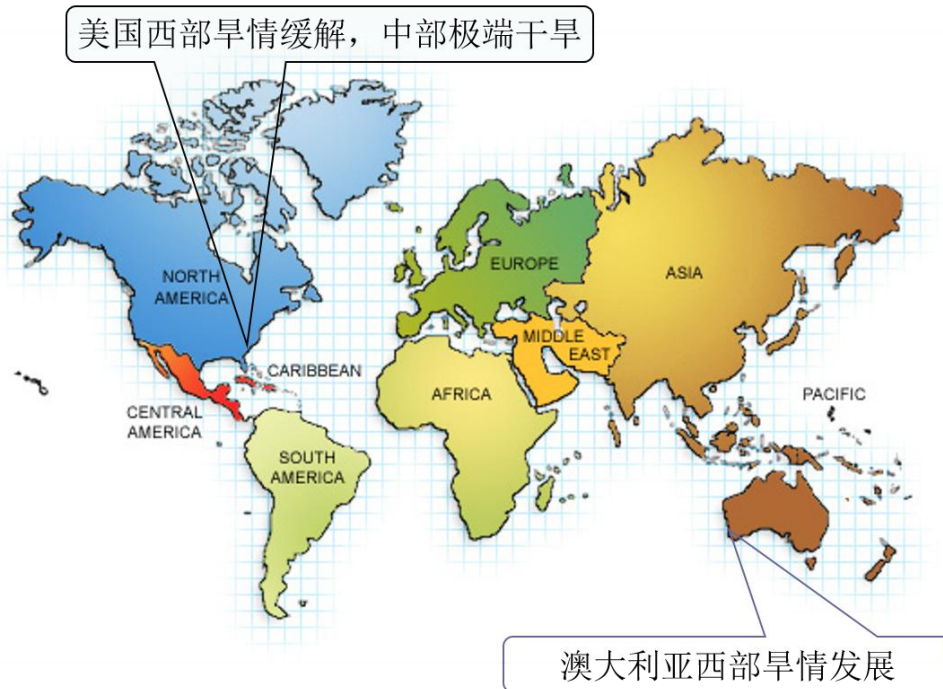 美国西部旱情缓解，中部极端干旱
NORTH
AMERICA
EUROPE
ASIA
MIDDLE
EAST
CARIBBEAN
AFRICA
PACIFIC
CENTRAL
AMERICA
SOUTH
AMERICA
澳大利亚西部旱情发展